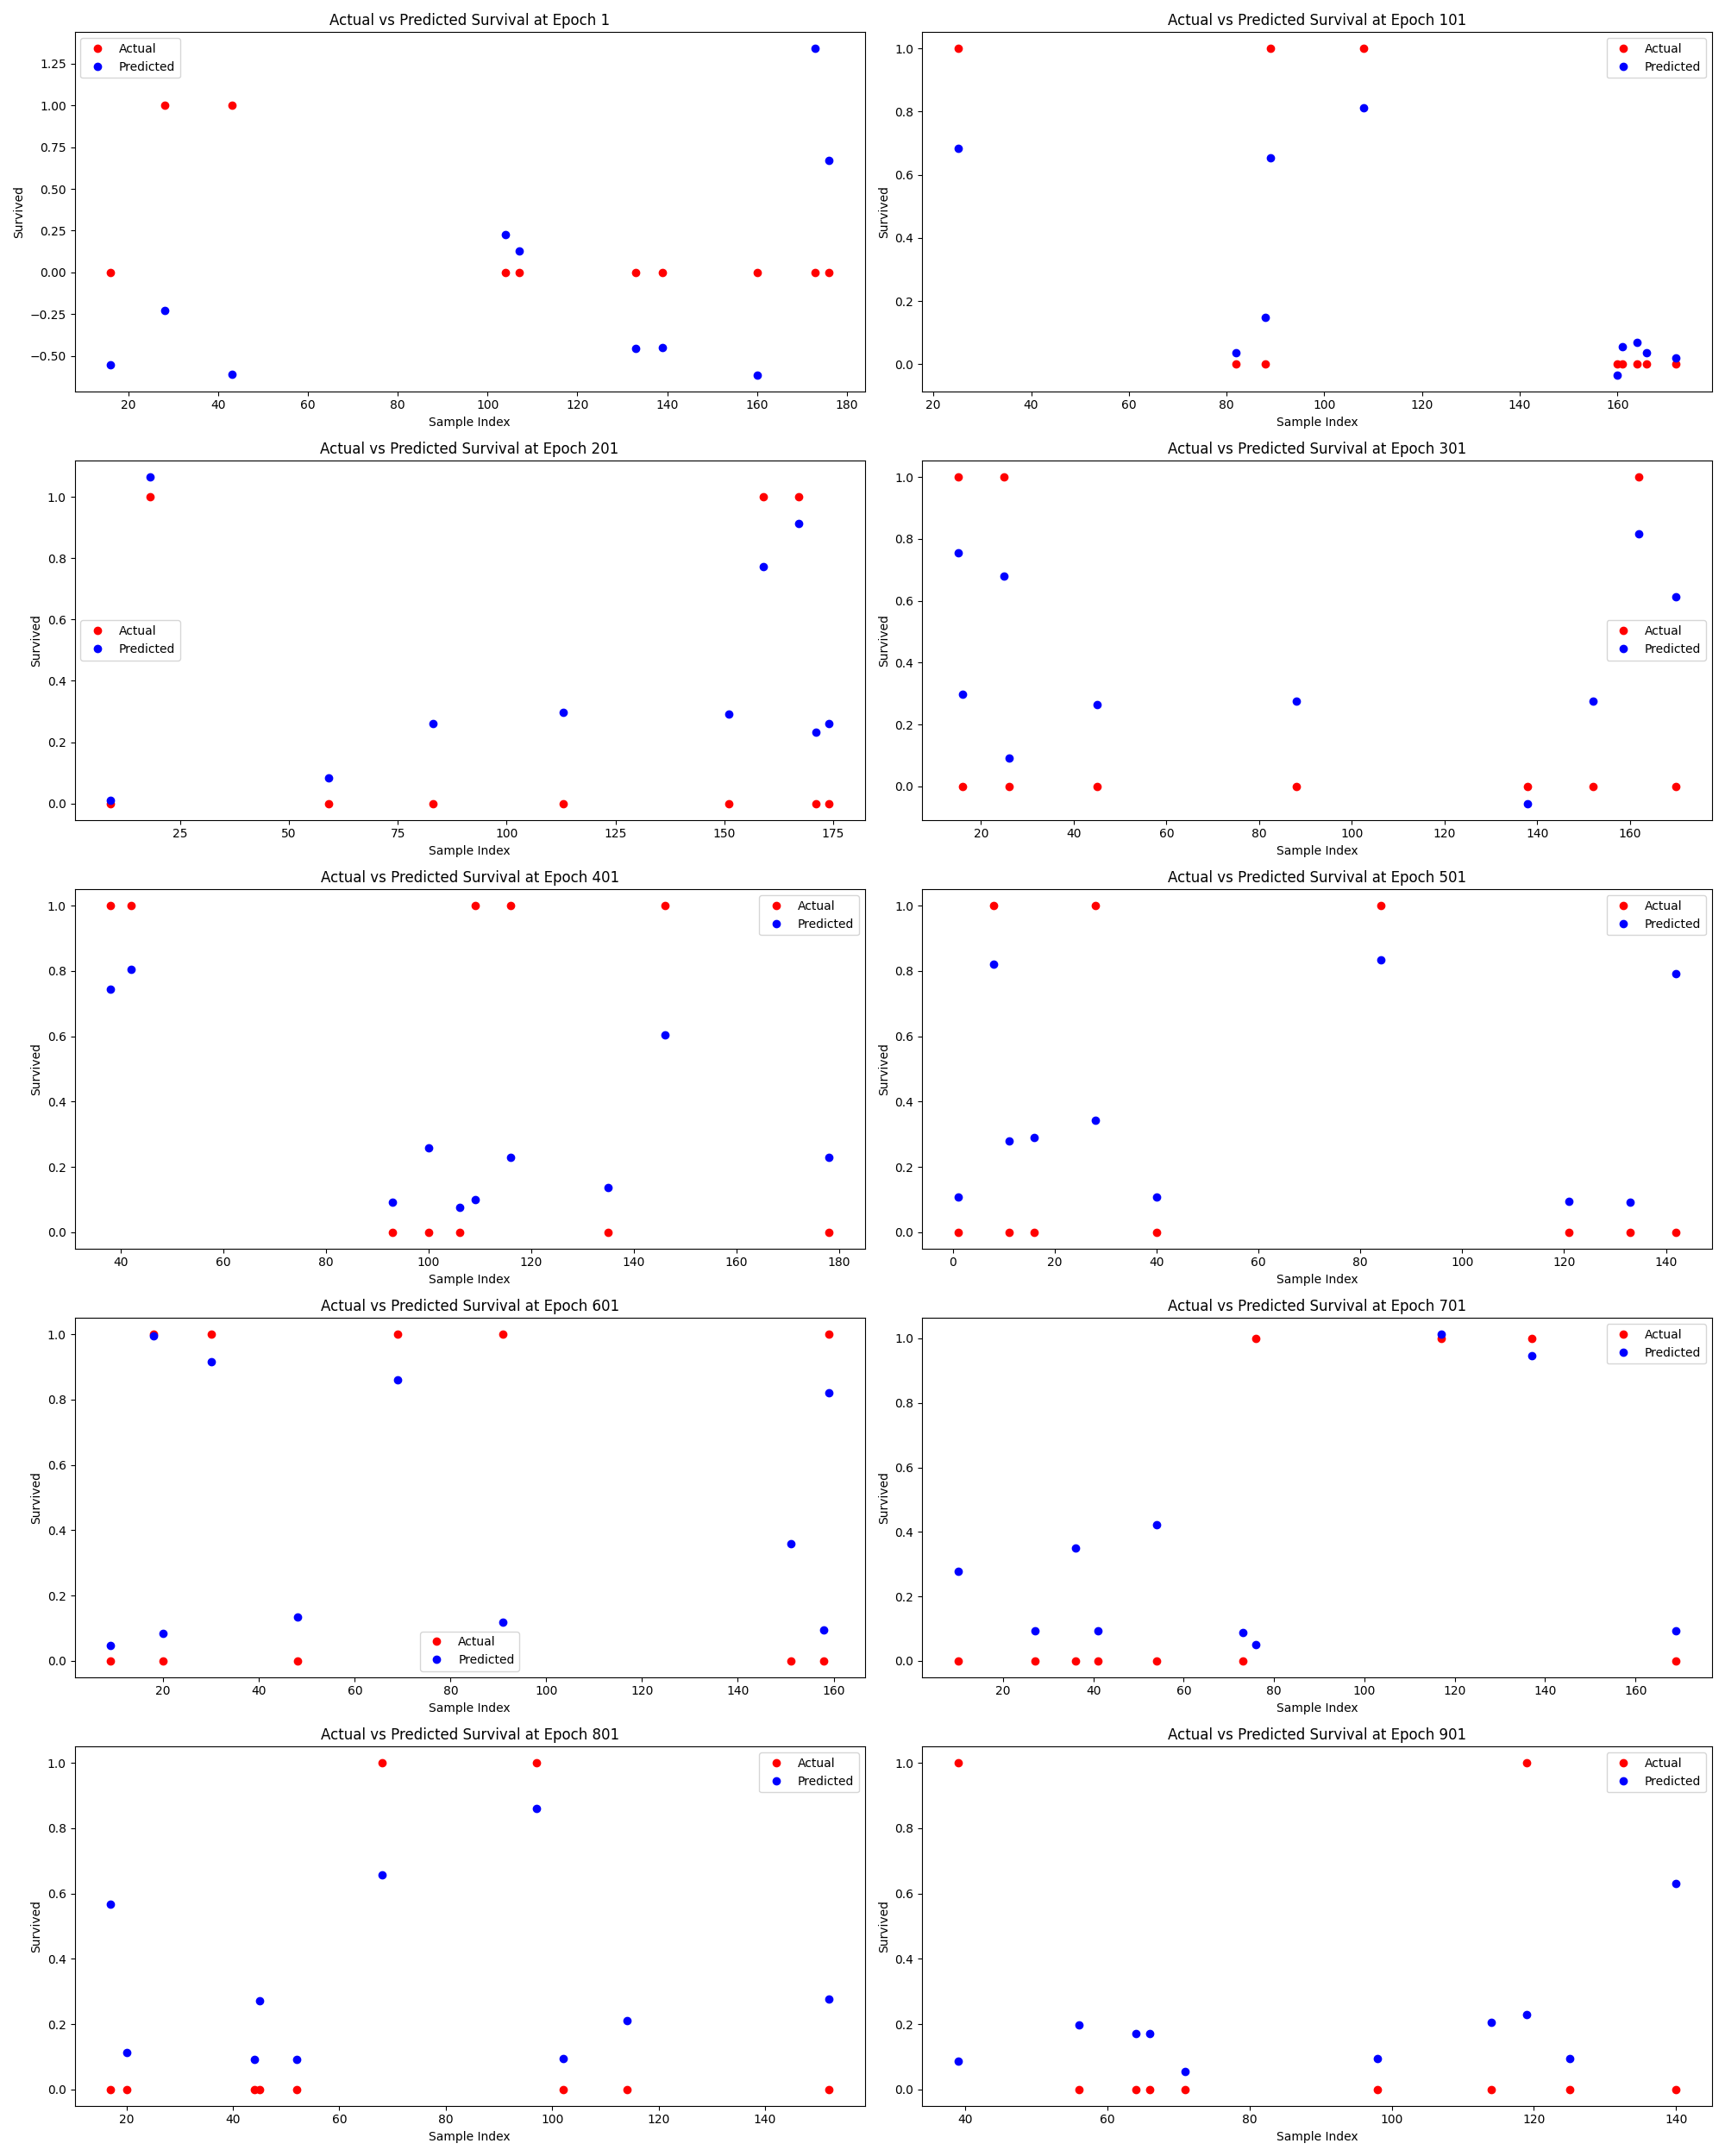 Actual vs Predicted Survival at Epoch 1
Actual
Predicted
1.25
1.00
0.75
0.50
0.25
0.00
−0.25
−0.50
Survived
20 40 60 80 100 120 140 160 180
Sample Index
Actual vs Predicted Survival at Epoch 101
Actual
Predicted
1.0
0.8
0.6
0.4
0.2
0.0
Survived
20 40 60 80 100 120 140 160
Sample Index
Actual vs Predicted Survival at Epoch 201
Actual
Predicted
1.0
0.8
0.6
0.4
0.2
0.0
Survived
25 50 75 100 125 150 175
Sample Index
Actual vs Predicted Survival at Epoch 301
Actual
Predicted
1.0
0.8
0.6
0.4
0.2
0.0
Survived
20 40 60 80 100 120 140 160
Sample Index
Actual vs Predicted Survival at Epoch 401
Actual
Predicted
1.0
0.8
0.6
0.4
0.2
0.0
Survived
40 60 80 100 120 140 160 180
Sample Index
Actual vs Predicted Survival at Epoch 501
Actual
Predicted
1.0
0.8
0.6
0.4
0.2
0.0
Survived
0 20 40 60 80 100 120 140
Sample Index
Actual vs Predicted Survival at Epoch 601
Actual
Predicted
1.0
0.8
0.6
0.4
0.2
0.0
Survived
20 40 60 80 100 120 140 160
Sample Index
Actual vs Predicted Survival at Epoch 701
Actual
Predicted
1.0
0.8
0.6
0.4
0.2
0.0
Survived
20 40 60 80 100 120 140 160
Sample Index
Actual vs Predicted Survival at Epoch 801
Actual
Predicted
1.0
0.8
0.6
0.4
0.2
0.0
Survived
20 40 60 80 100 120 140
Sample Index
Actual vs Predicted Survival at Epoch 901
Actual
Predicted
1.0
0.8
0.6
0.4
0.2
0.0
Survived
40 60 80 100 120 140
Sample Index